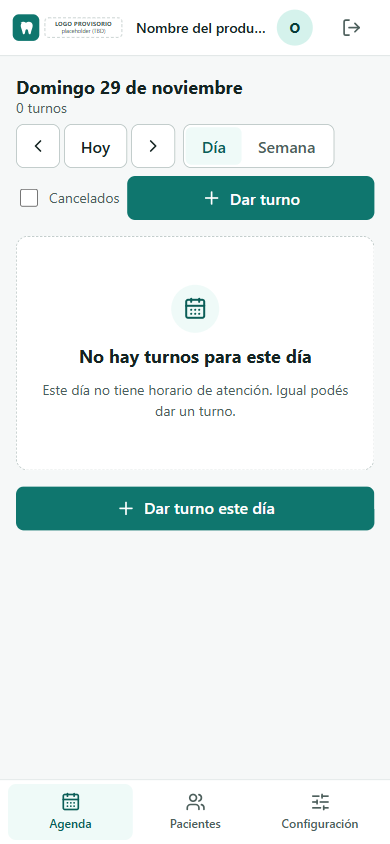 LOGO PROVISORIO
placeholder (18U)
Nombre del produ...
O
Domingo 29 de noviembre
0 turnos
Hoy
Día
Semana
Cancelados
Dar turno
No hay turnos para este día
Este día no tiene horario de atención. Igual podés
dar un turno.
Dar turno este día
Agenda
Pacientes
Configuración